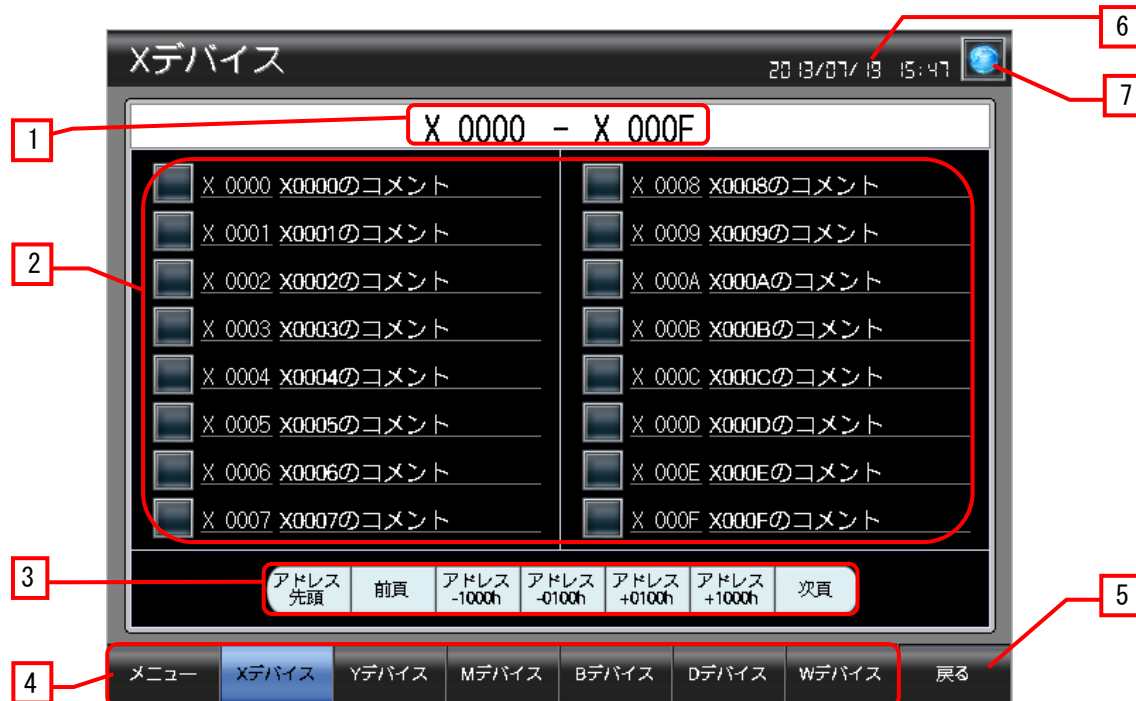 6
Xデバイス
2013/07/19 15:47
7
1
X 0000 - X 000F
2
X 0000 X0000のコメント
X 0001 X0001のコメント
X 0002 X0002のコメント
X 0003 X0003のコメント
X 0004 X0004のコメント
X 0005 X0005のコメント
X 0006 X0006のコメント
X 0007 X0007のコメント
X 0008 X0008のコメント
X 0009 X0009のコメント
X 000A X000Aのコメント
X 000B X000Bのコメント
X 000C X000Cのコメント
X 000D X000Dのコメント
X 000E X000Eのコメント
X 000F X000Fのコメント
3
アドレス
先頭
前頁
アドレス
-1000h
アドレス
-0100h
アドレス
+0100h
アドレス
+1000h
次頁
5
4
メニュー
Xデバイス
Yデバイス
Mデバイス
Bデバイス
Dデバイス
Wデバイス
戻る